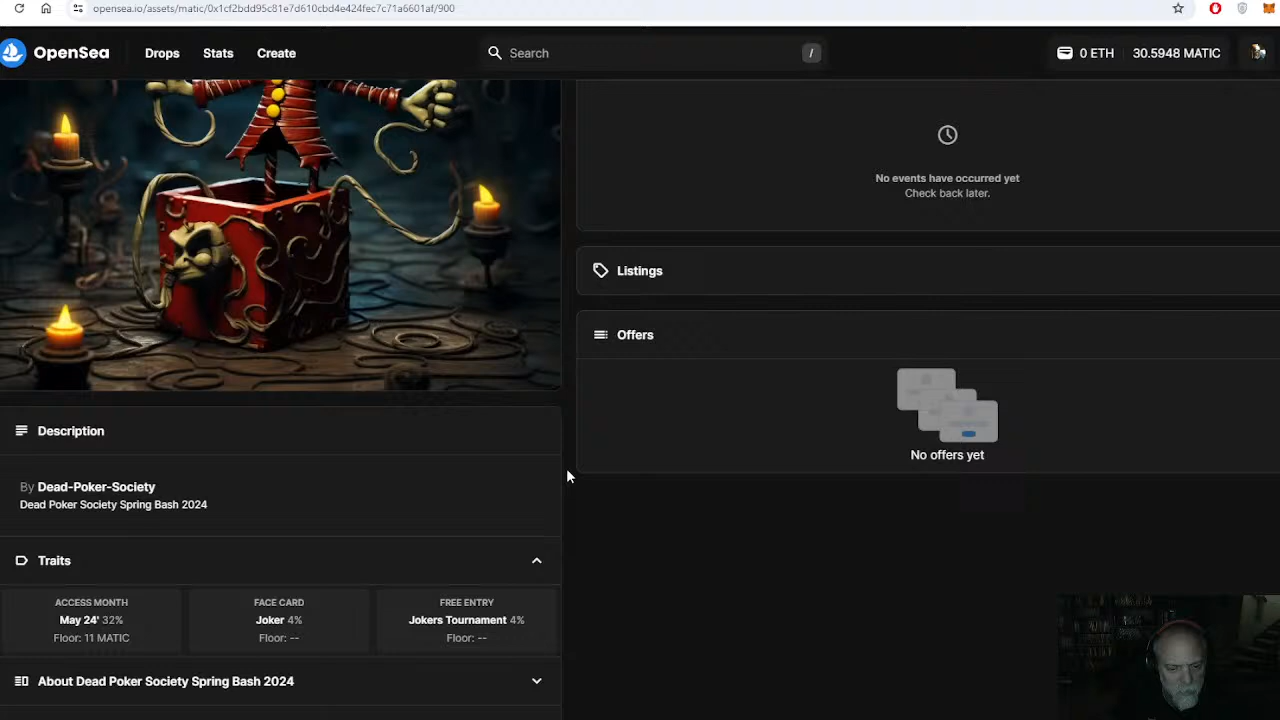 opensea.io/assets/matic/0x1cf2bdd95c81e7d610cbd4e424fec7c71a6601af/900
OpenSea
Drops
Stats
Create
Search
/
0 ETH
30.5948 MATIC
No events have occurred yet
Check back later.
Listings
Offers
No offers yet
Description
By Dead-Poker-Society
Dead Poker Society Spring Bash 2024
Traits
ACCESS MONTH
May 24' 32%
Floor: 11 MATIC
FACE CARD
Joker 4%
Floor: --
FREE ENTRY
Jokers Tournament 4%
Floor: --
About Dead Poker Society Spring Bash 2024